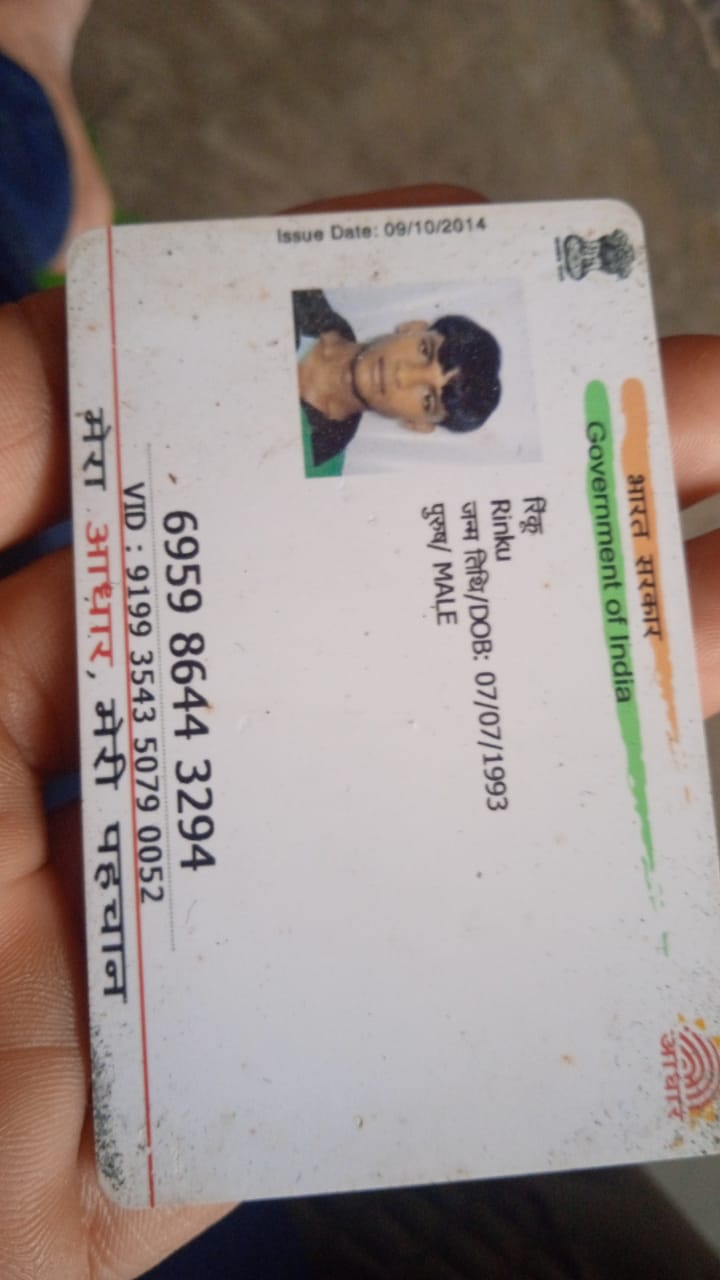 भारत सरकार
Government of India
Issue Date: 09/10/2014
रिंकू
Rinku
जन्म तिथि/DOB: 07/07/1993
पुरुष/ MALE
6959 8644 3294
VID : 9199 3543 5079 0052
मेरा आधार, मेरी पहचान
आधार